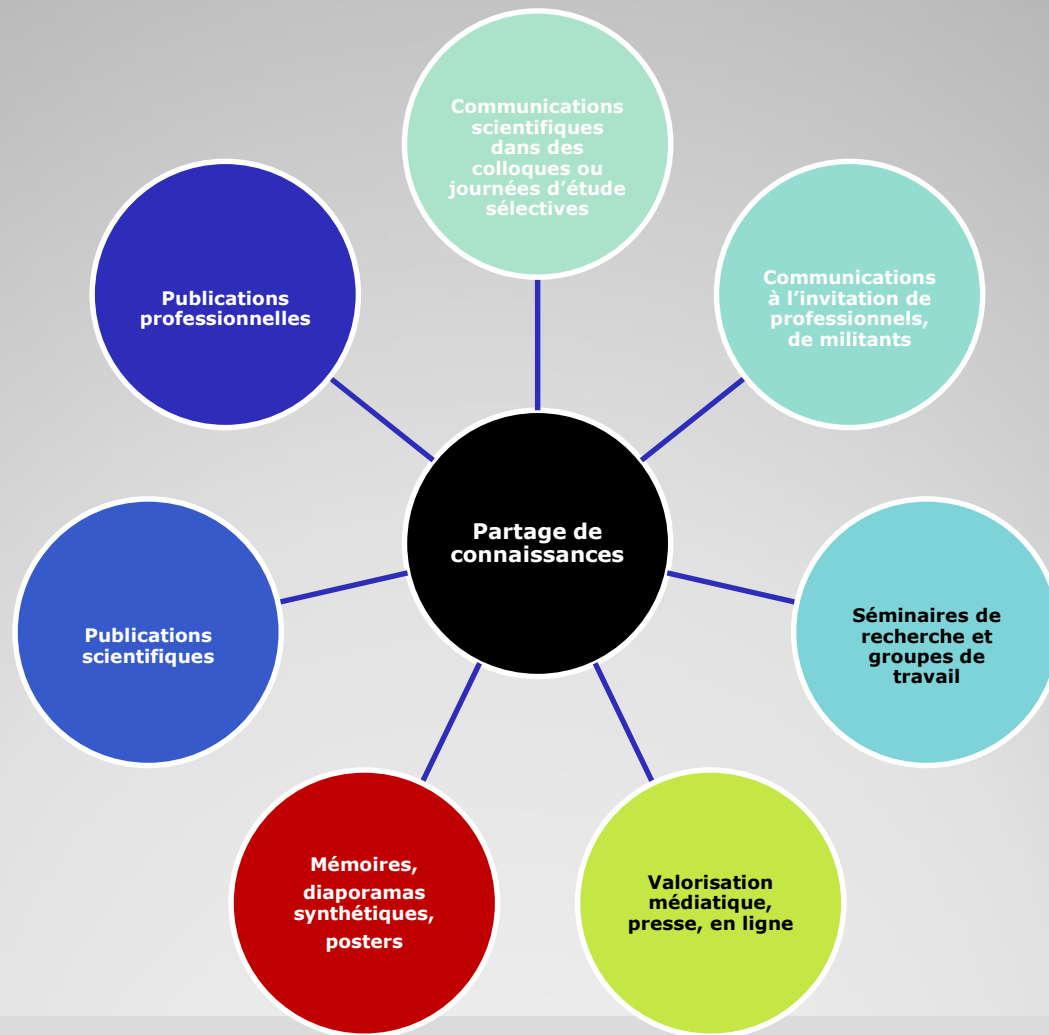 Communications
scientifiques
dans des
colloques ou
journées d’étude
sélectives
Communications
à l’invitation de
professionnels,
de militants
Séminaires de
recherche et
groupes de
travail
Valorisation
médiatique,
presse, en ligne
Mémoires,
diaporamas
synthétiques,
posters
Publications
scientifiques
Publications
professionnelles
Partage de
connaissances